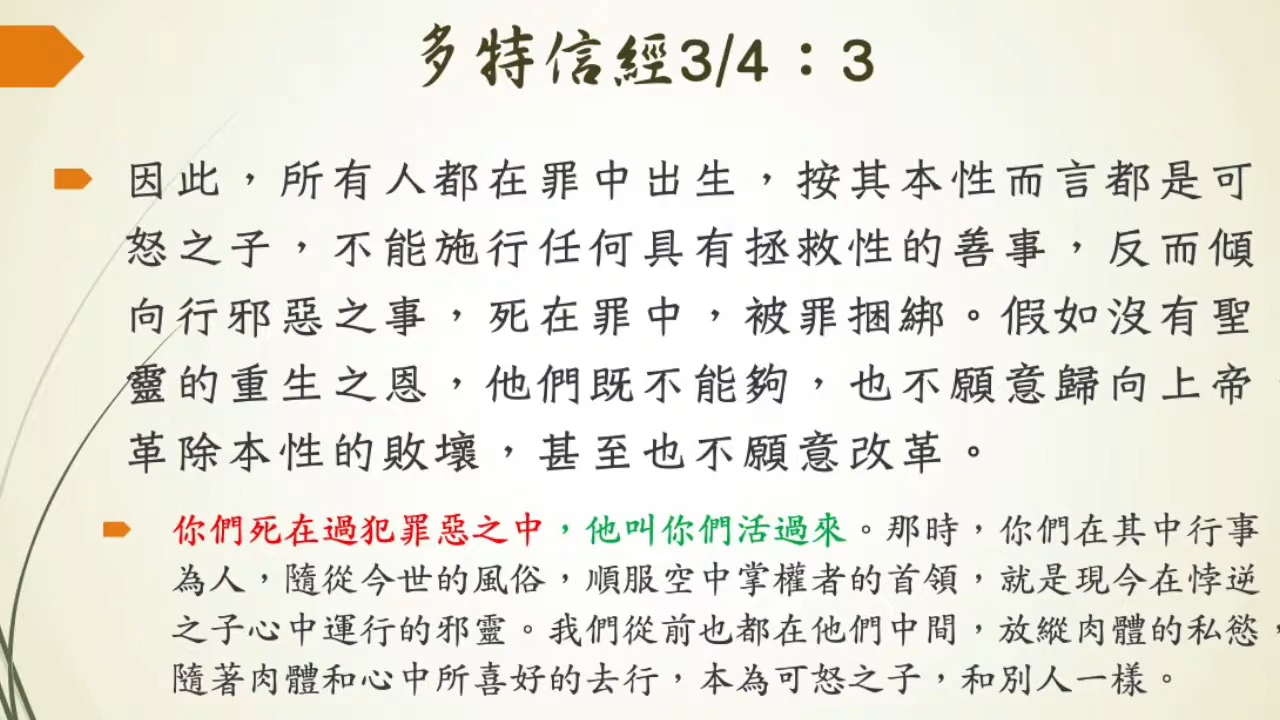 多特信經3/4：3
因此，所有人都在罪中出生，按其本性而言都是可
怒之子，不能施行任何具有拯救性的善事，反而傾
向行邪惡之事，死在罪中，被罪捆綁。假如沒有聖
靈的重生之恩，他們既不能夠，也不願意歸向上帝
革除本性的敗壞，甚至也不願意改革。
你們死在過犯罪惡之中，他叫你們活過來。那時，你們在其中行事
為人，隨從今世的風俗，順服空中掌權者的首領，就是現今在悖逆
之子心中運行的邪靈。我們從前也都在他們中間，放縱肉體的私慾，
隨著肉體和心中所喜好的去行，本為可怒之子，和別人一樣。